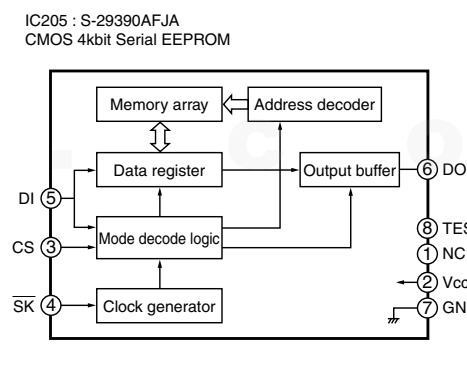 IC205 : S-29390AFJA
CMOS 4kbit Serial EEPROM
Memory array
Address decoder
Data register
Output buffer
6 DO
DI 5
8
Mode decode logic
CS 3
1 NC
2
SK 4
Clock generator
7